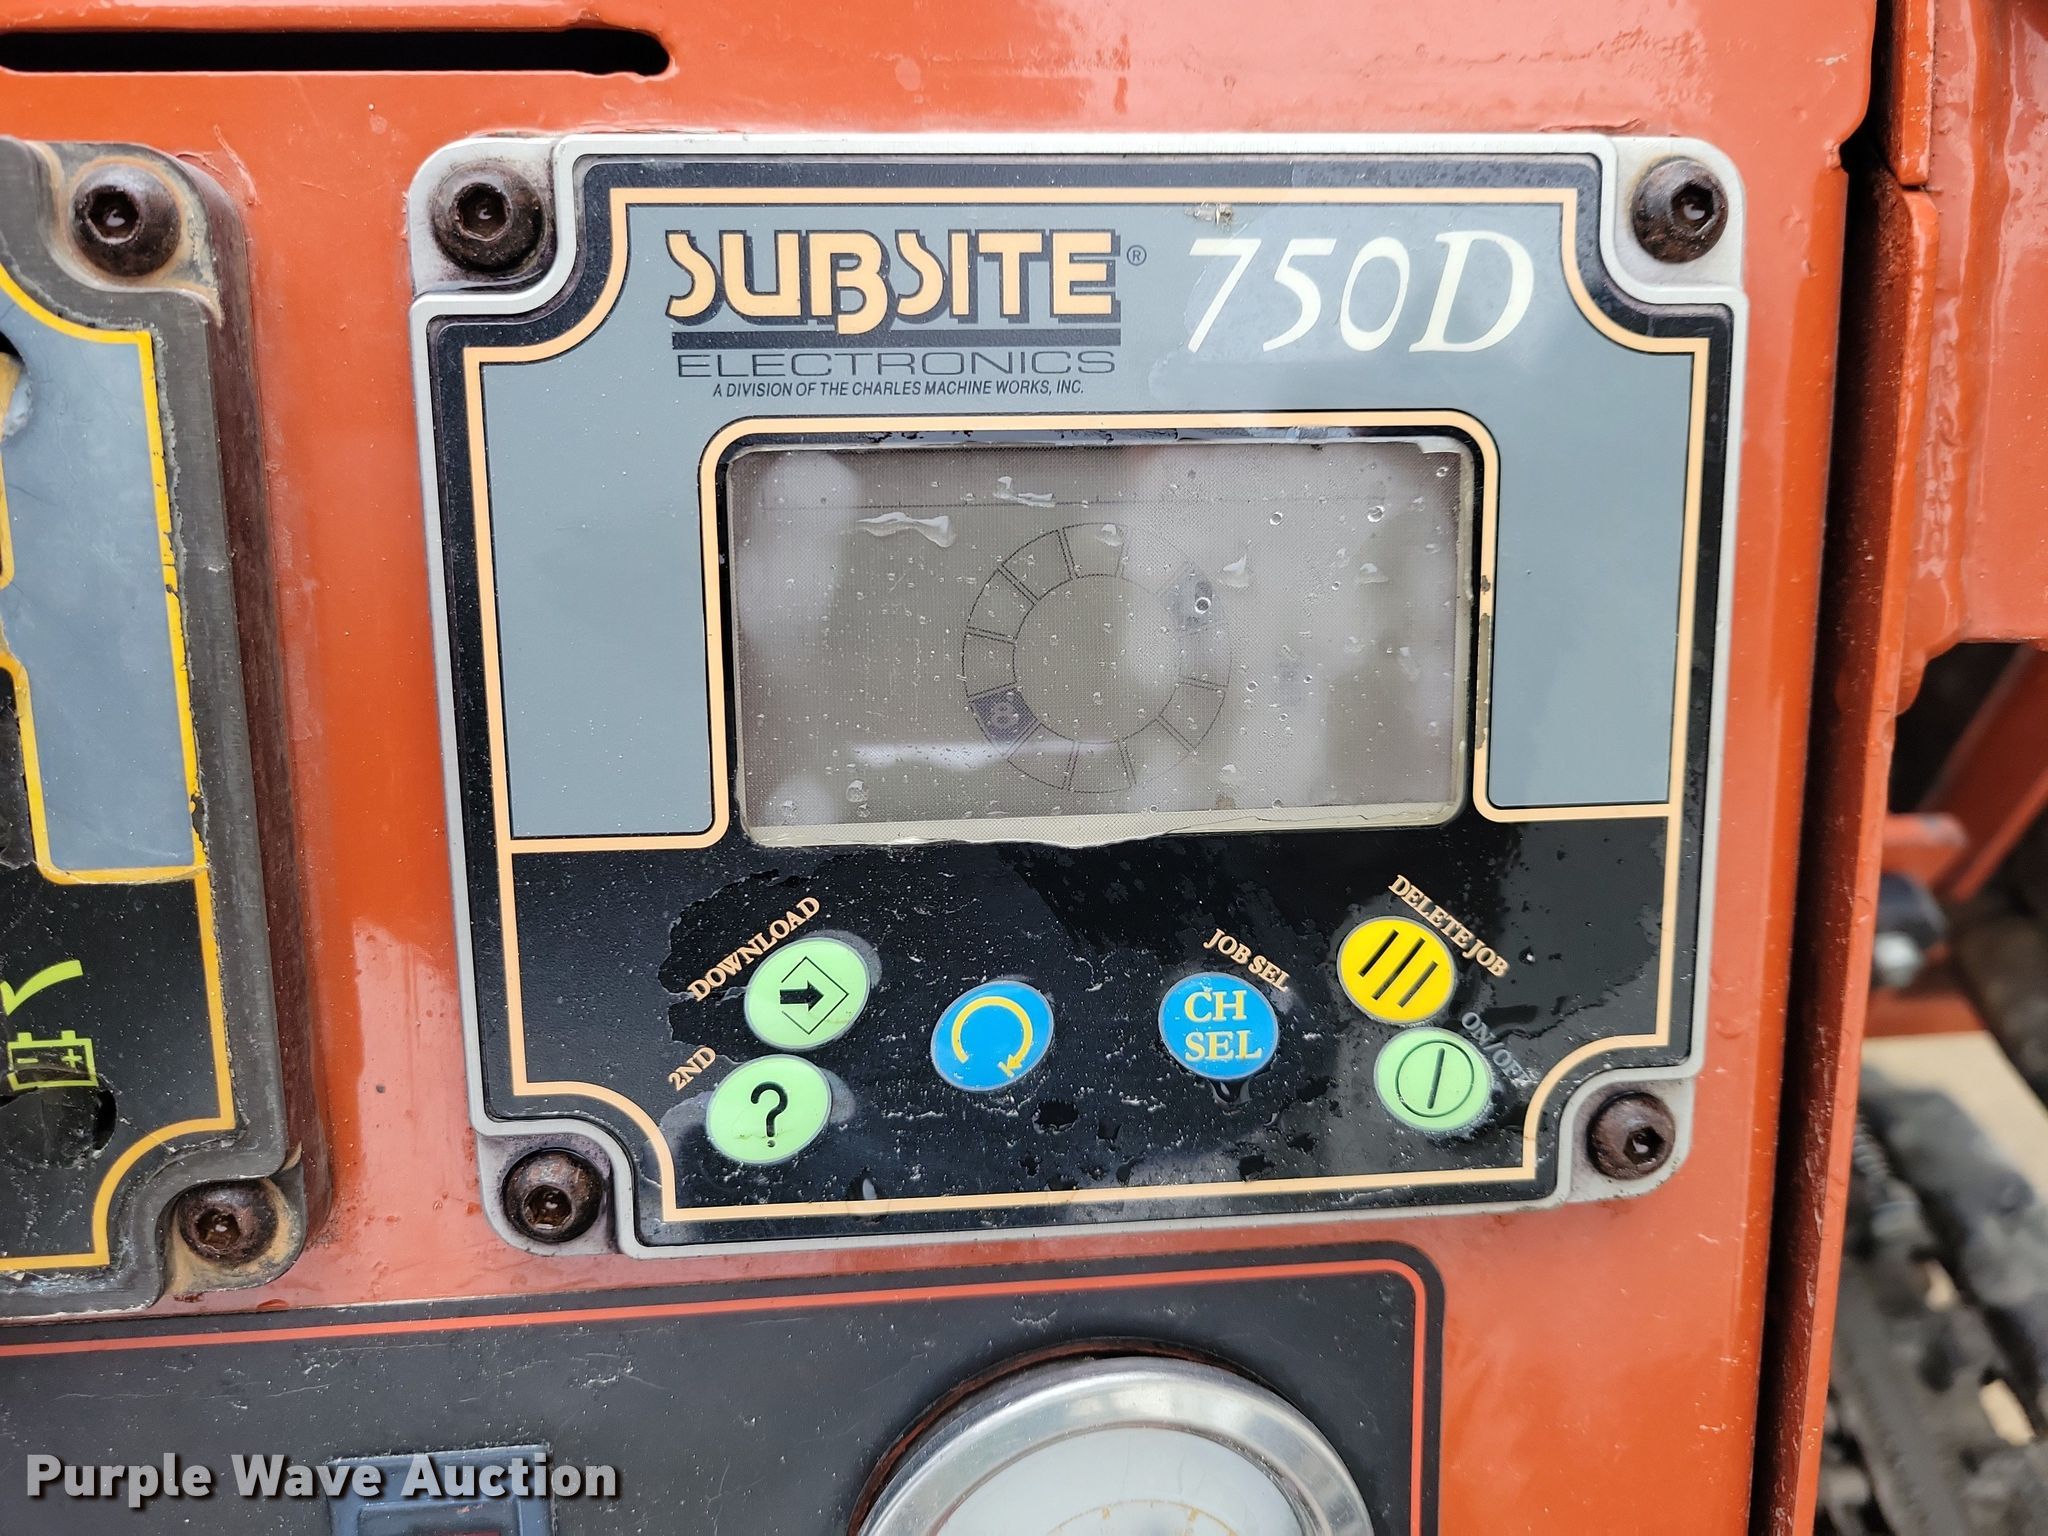 SUBSITE® 750D
ELECTRONICS
A DIVISION OF THE CHARLES MACHINE WORKS, INC.
8
DOWNLOAD
2ND
?
JOB SEL
CH
SEL
DELETE JOB
ON/OFF
Purple Wave Auction